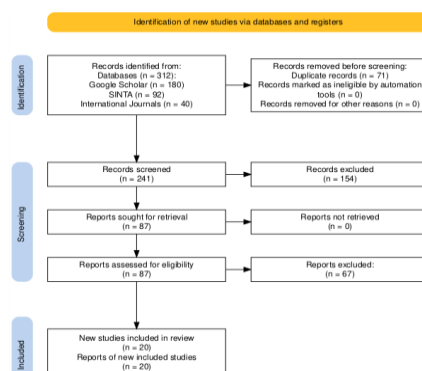 Identification of new studies via databases and registers
Identification
Records identified from:
Databases (n = 312):
Google Scholar (n = 180)
SINTA (n = 92)
International Journals (n = 40)
Records removed before screening:
Duplicate records (n = 71)
Records marked as ineligible by automation
tools (n = 0)
Records removed for other reasons (n = 0)
Screening
Records screened
(n = 241)
Records excluded
(n = 154)
Reports sought for retrieval
(n = 87)
Reports not retrieved
(n = 0)
Reports assessed for eligibility
(n = 87)
Reports excluded:
(n = 67)
Included
New studies included in review
(n = 20)
Reports of new included studies
(n = 20)